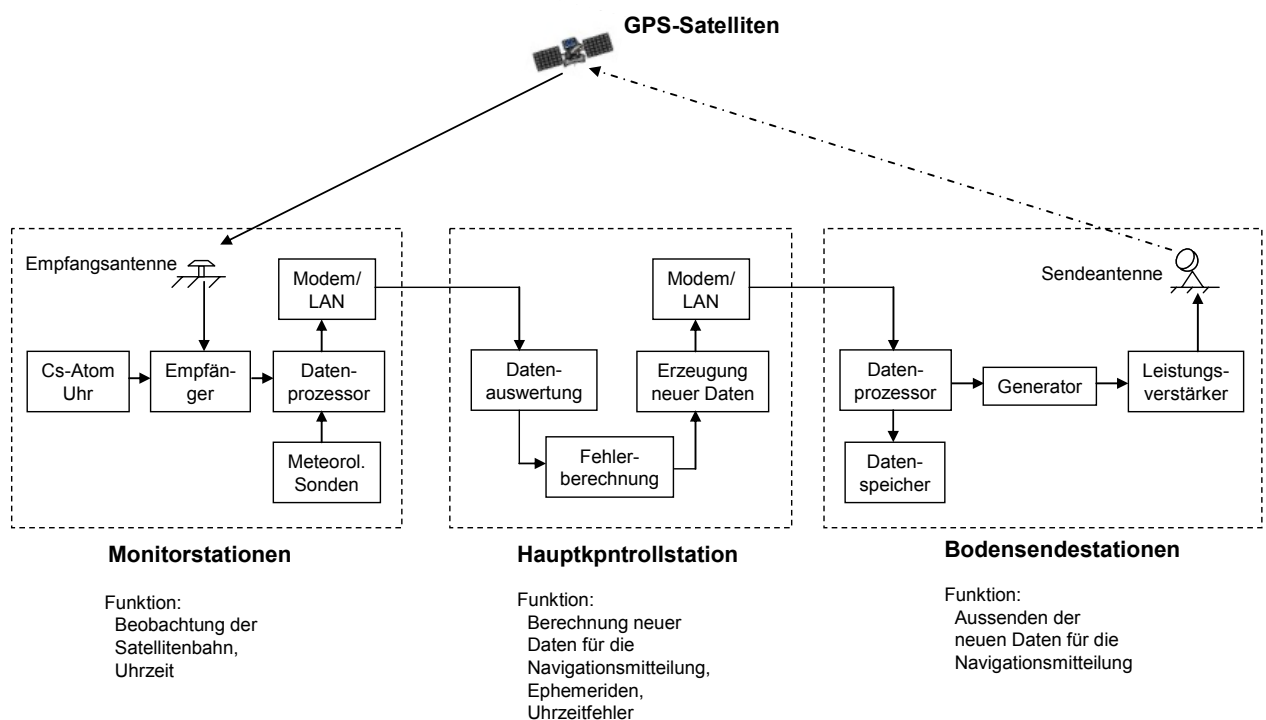 GPS-Satelliten
Empfangsantenne
Modem/
LAN
Cs-Atom
Uhr
Empfän-
ger
Daten-
prozessor
Meteorol.
Sonden
Modem/
LAN
Daten-
auswertung
Erzeugung
neuer Daten
Fehler-
berechnung
Sendeantenne
Daten-
prozessor
Generator
Leistungs-
verstärker
Daten-
speicher
Monitorstationen
Funktion:
Beobachtung der
Satellitenbahn,
Uhrzeit
Hauptkpntrollstation
Funktion:
Berechnung neuer
Daten für die
Navigationsmitteilung,
Ephemeriden,
Uhrzeitfehler
Bodensendestationen
Funktion:
Aussenden der
neuen Daten für die
Navigationsmitteilung